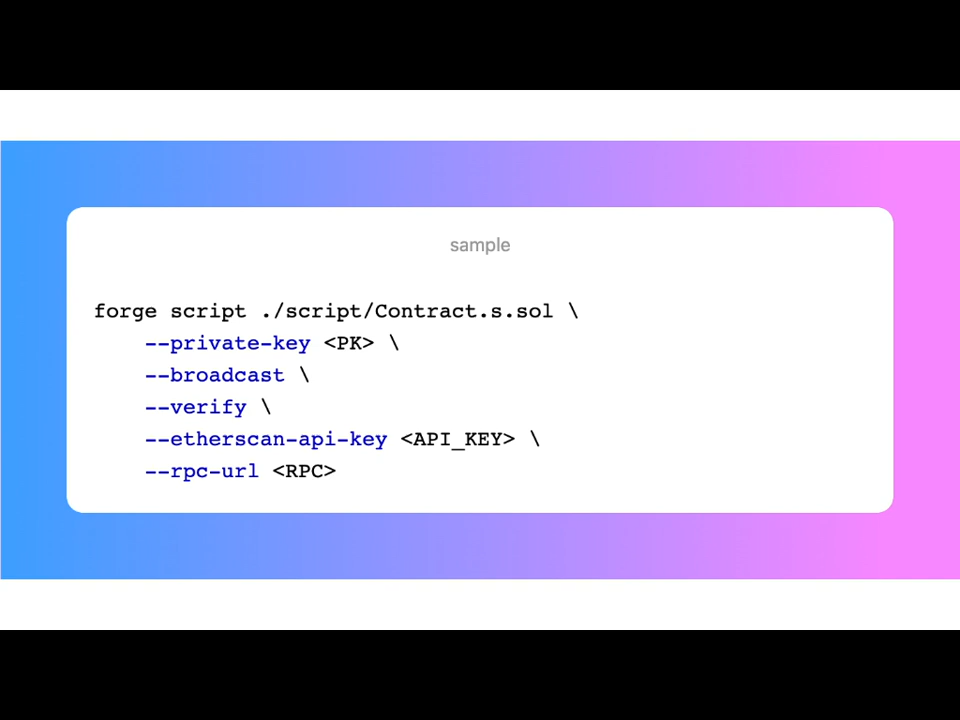 sample
forge script ./script/Contract.s.sol \
--private-key <PK> \
--broadcast \
--verify \
--etherscan-api-key <API_KEY> \
--rpc-url <RPC>